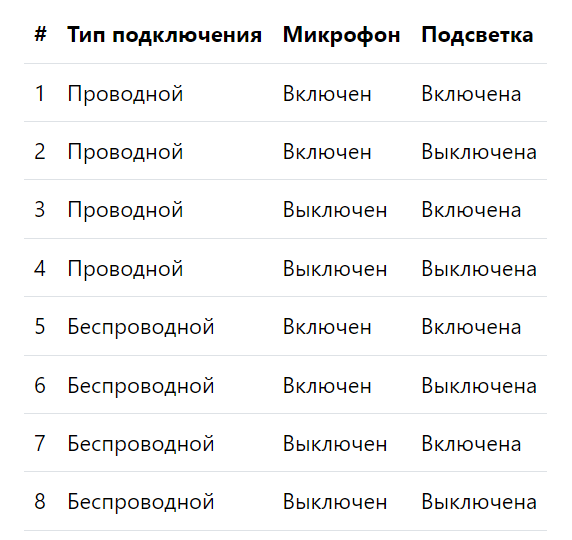 # Тип подключения Микрофон Подсветка
1 Проводной Включен Включена
2 Проводной Включен Выключена
3 Проводной Выключен Включена
4 Проводной Выключен Выключена
5 Беспроводной Включен Включена
6 Беспроводной Включен Выключена
7 Беспроводной Выключен Включена
8 Беспроводной Выключен Выключена